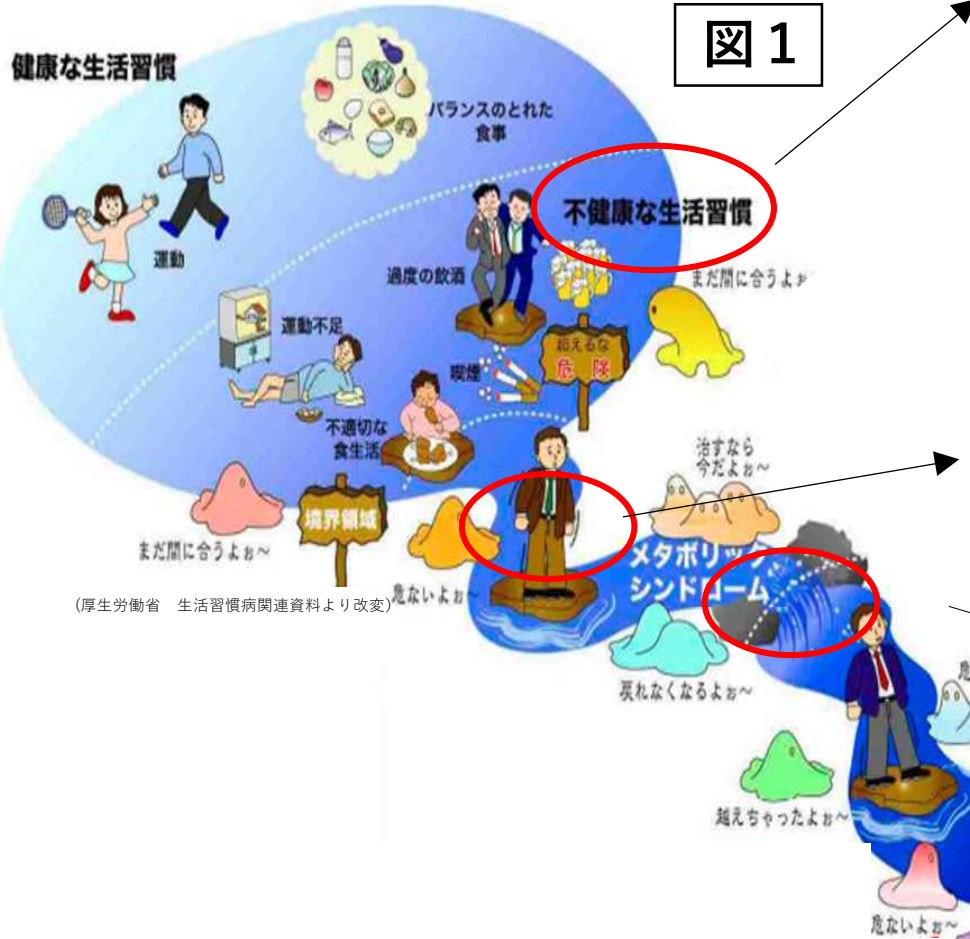 図1
健康な生活習慣
バランスのとれた
食事
不健康な生活習慣
運動
過度の飲酒
まだ間に合うよぉ
運動不足
超えるな
危険
喫煙
不適切な
食生活
治すなら
今だよぉ~
境界領域
まだ間に合うよぉ~
メタボリック
シンドローム
(厚生労働省 生活習慣病関連資料より改変)
危ないよぉ~
戻れなくなるよぉ~
危
越えちゃったよぉ~
危ないよぉ~